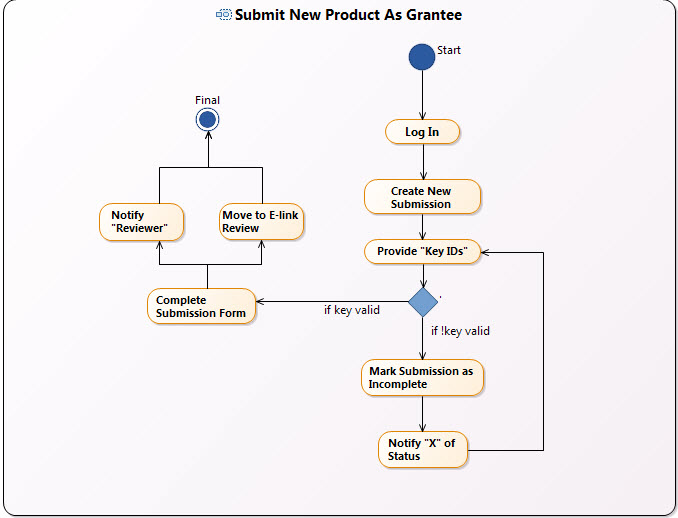 Submit New Product As Grantee
Start
Final
Log In
Create New
Submission
Notify
"Reviewer"
Move to E-link
Review
Provide "Key IDs"
Complete
Submission Form
if key valid
if !key valid
Mark Submission as
Incomplete
Notify "X" of
Status